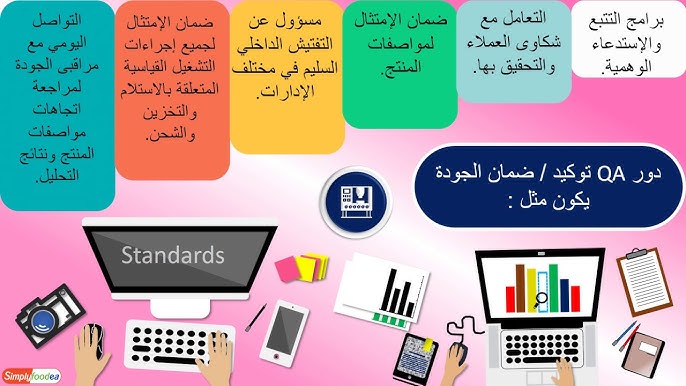 برامج التتبع
والإستدعاء
الوهمية.
التعامل مع
شكاوى العملاء
والتحقيق بها.
ضمان الإمتثال
لمواصفات
المنتج.
مسؤول عن
التفتيش الداخلي
السليم في مختلف
الإدارات.
ضمان الإمتثال
لجميع إجراءات
التشغيل القياسية
المتعلقة بالاستلام
والتخزين
والشحن.
التواصل
اليومي مع
مراقبى الجودة
لمراجعة
اتجاهات
مواصفات
المنتج ونتائج
التحليل.
دور QA توكيد / ضمان الجودة
يكون مثل :
Standards
Simplyfoodea